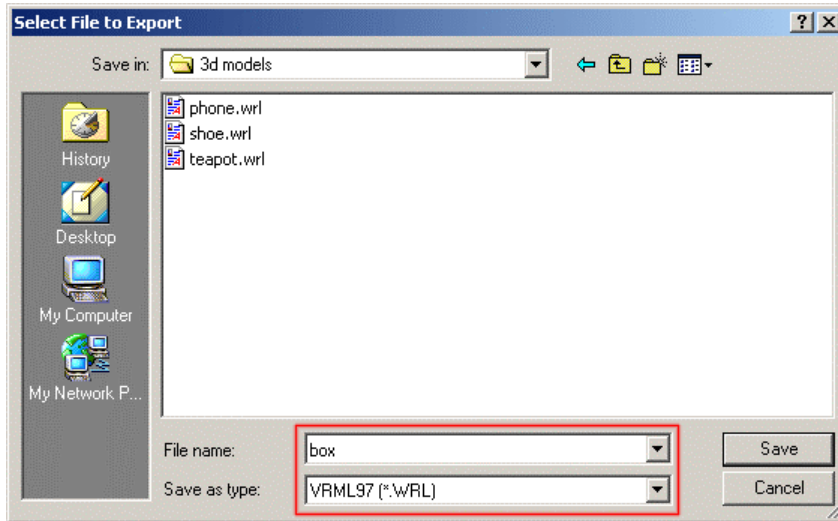 Select File to Export
Save in: 3d models
phone.wrl
shoe.wrl
teapot.wrl
History
Desktop
My Computer
My Network P...
File name: box
Save
Save as type: VRML97 (*.WRL)
Cancel